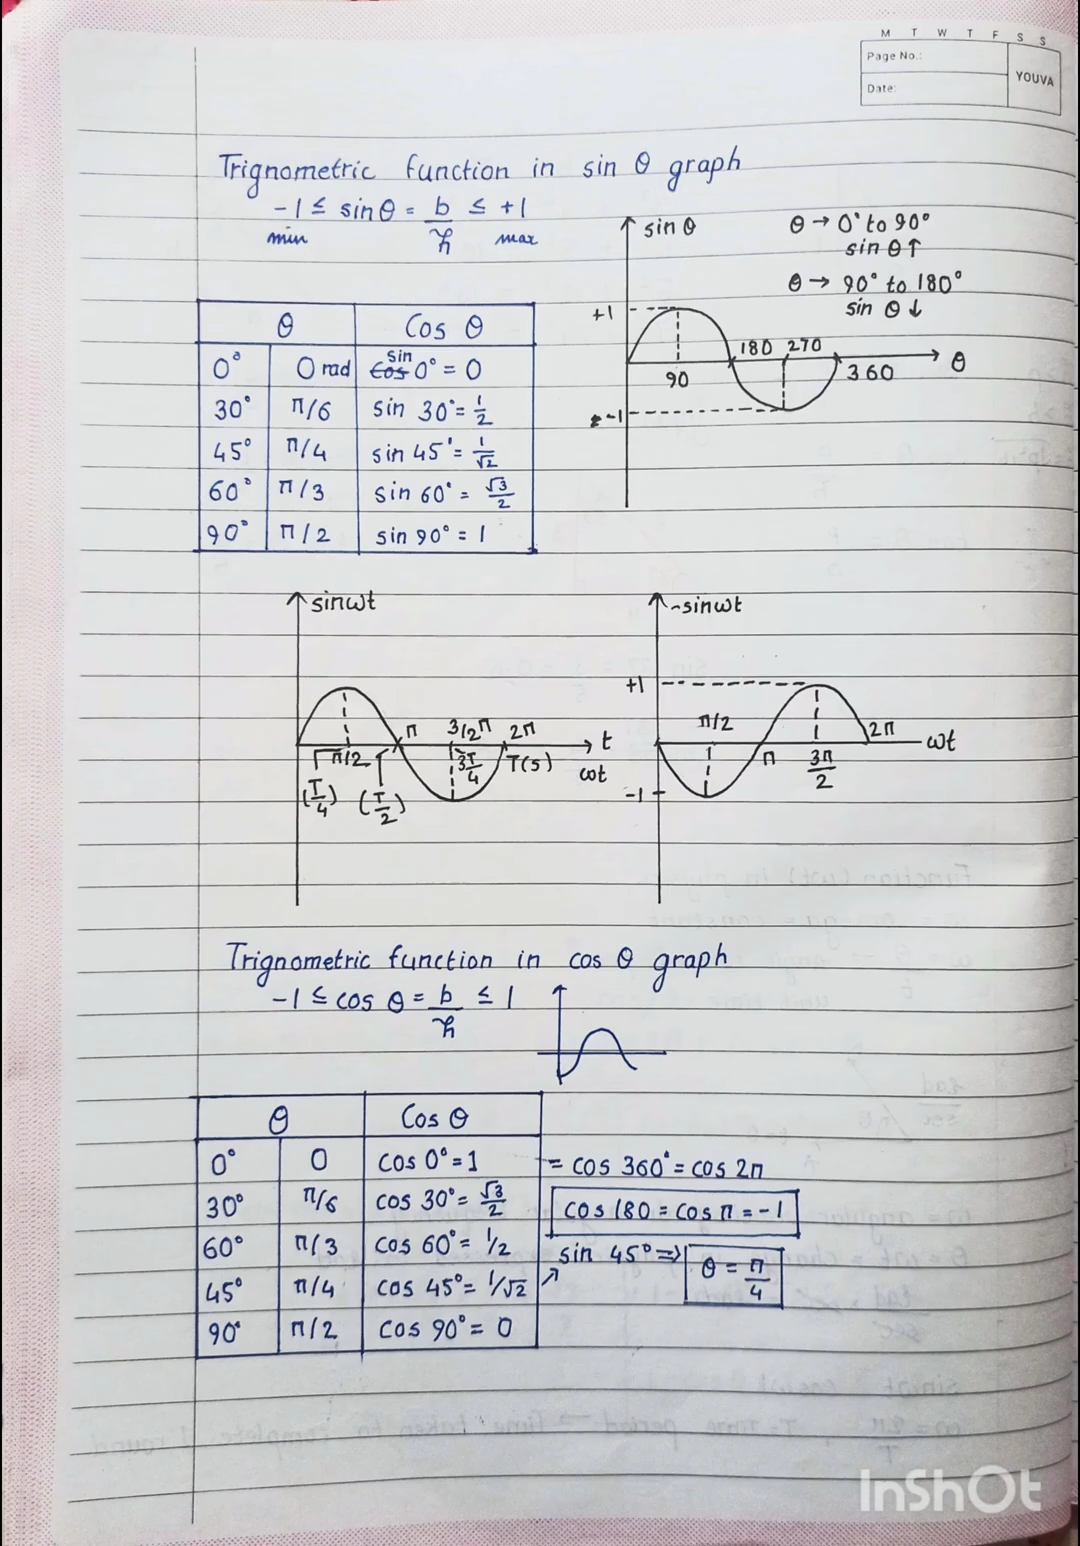 M T W T F S S
Page No.:
YOUVA
Date:
Trignometric function in sin θ graph
-1 ≤ sinθ = b/h ≤ +1
min max
sin θ
θ → 0° to 90°
sin θ ↑
θ → 90° to 180°
sin θ ↓
+1
180 270
90
360
θ
-1
θ Cos θ
0° 0 rad cos sin 0° = 0
30° π/6 sin 30° = 1/2
45° π/4 sin 45° = 1/√2
60° π/3 sin 60° = √3/2
90° π/2 sin 90° = 1
sinωt
π/2 π 3/2π 2π t
(T/4) (T/2) 3T/4 T(s) ωt
-sinωt
+1
π/2 2π ωt
π 3π/2
-1
Trignometric function in cos θ graph
-1 ≤ cos θ = b/h ≤ 1
θ Cos θ
0° 0 cos 0° = 1 = cos 360° = cos 2π
30° π/6 cos 30° = √3/2 cos 180 = cos π = -1
60° π/3 cos 60° = 1/2 sin 45° ⇒ θ = π/4
45° π/4 cos 45° = 1/√2
90° π/2 cos 90° = 0
InShOt